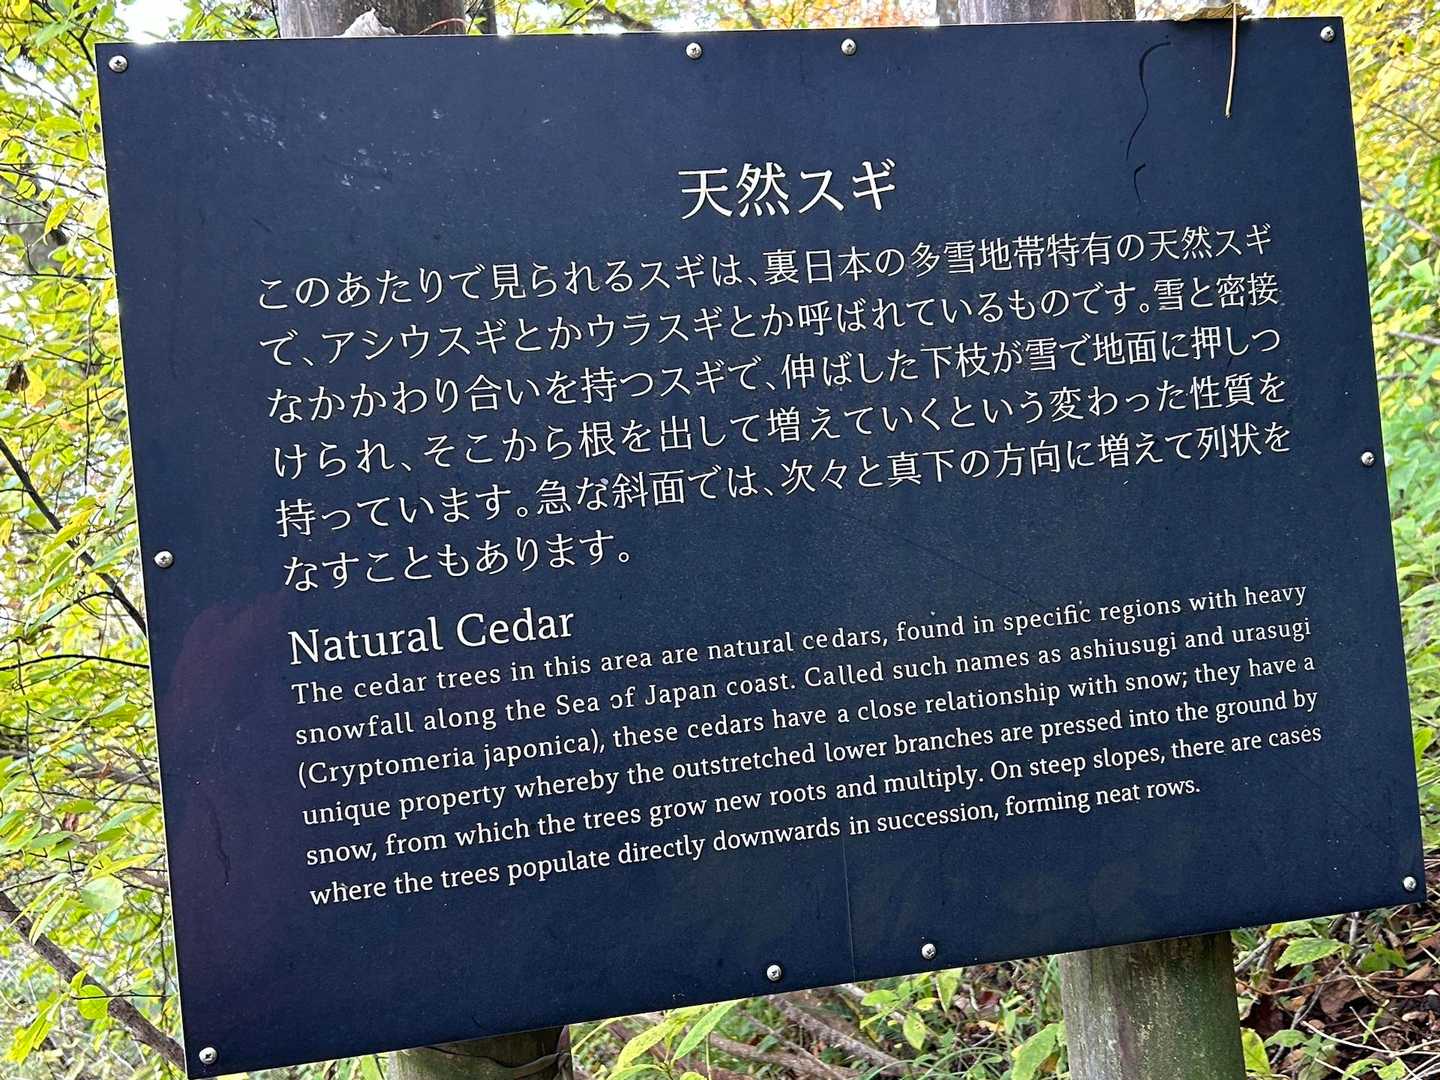 天然スギ
このあたりで見られるスギは、裏日本の多雪地帯特有の天然スギ
で、アシウスギとかウラスギとか呼ばれているものです。雪と密接
なかかわり合いを持つスギで、伸ばした下枝が雪で地面に押しつ
けられ、そこから根を出して増えていくという変わった性質を
持っています。急な斜面では、次々と真下の方向に増えて列状を
なすこともあります。
Natural Cedar
The cedar trees in this area are natural cedars, found in specific regions with heavy
snowfall along the Sea of Japan coast. Called such names as ashiusugi and urasugi
(Cryptomeria japonica), these cedars have a close relationship with snow; they have a
unique property whereby the outstretched lower branches are pressed into the ground by
snow, from which the trees grow new roots and multiply. On steep slopes, there are cases
where the trees populate directly downwards in succession, forming neat rows.